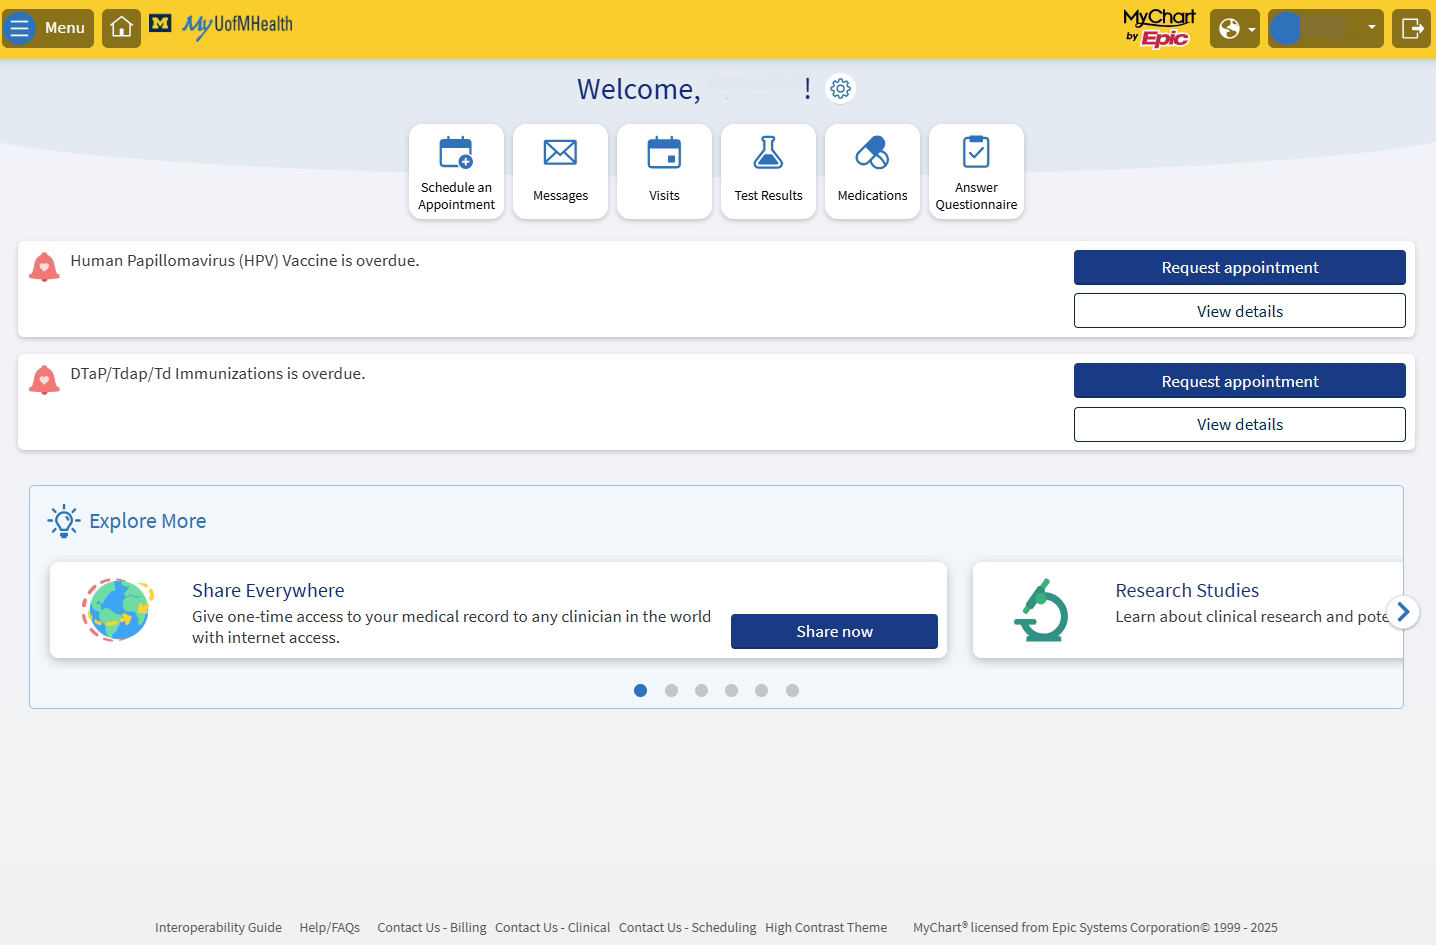 Menu
M
My UofMHealth
MyChart
by Epic
Welcome, !
Schedule an
Appointment
Messages
Visits
Test Results
Medications
Answer
Questionnaire
Human Papillomavirus (HPV) Vaccine is overdue.
Request appointment
View details
DTaP/Tdap/Td Immunizations is overdue.
Request appointment
View details
Explore More
Share Everywhere
Give one-time access to your medical record to any clinician in the world
with internet access.
Share now
Research Studies
Learn about clinical research and pote
Interoperability Guide Help/FAQs Contact Us - Billing Contact Us - Clinical Contact Us - Scheduling High Contrast Theme MyChart® licensed from Epic Systems Corporation© 1999 - 2025